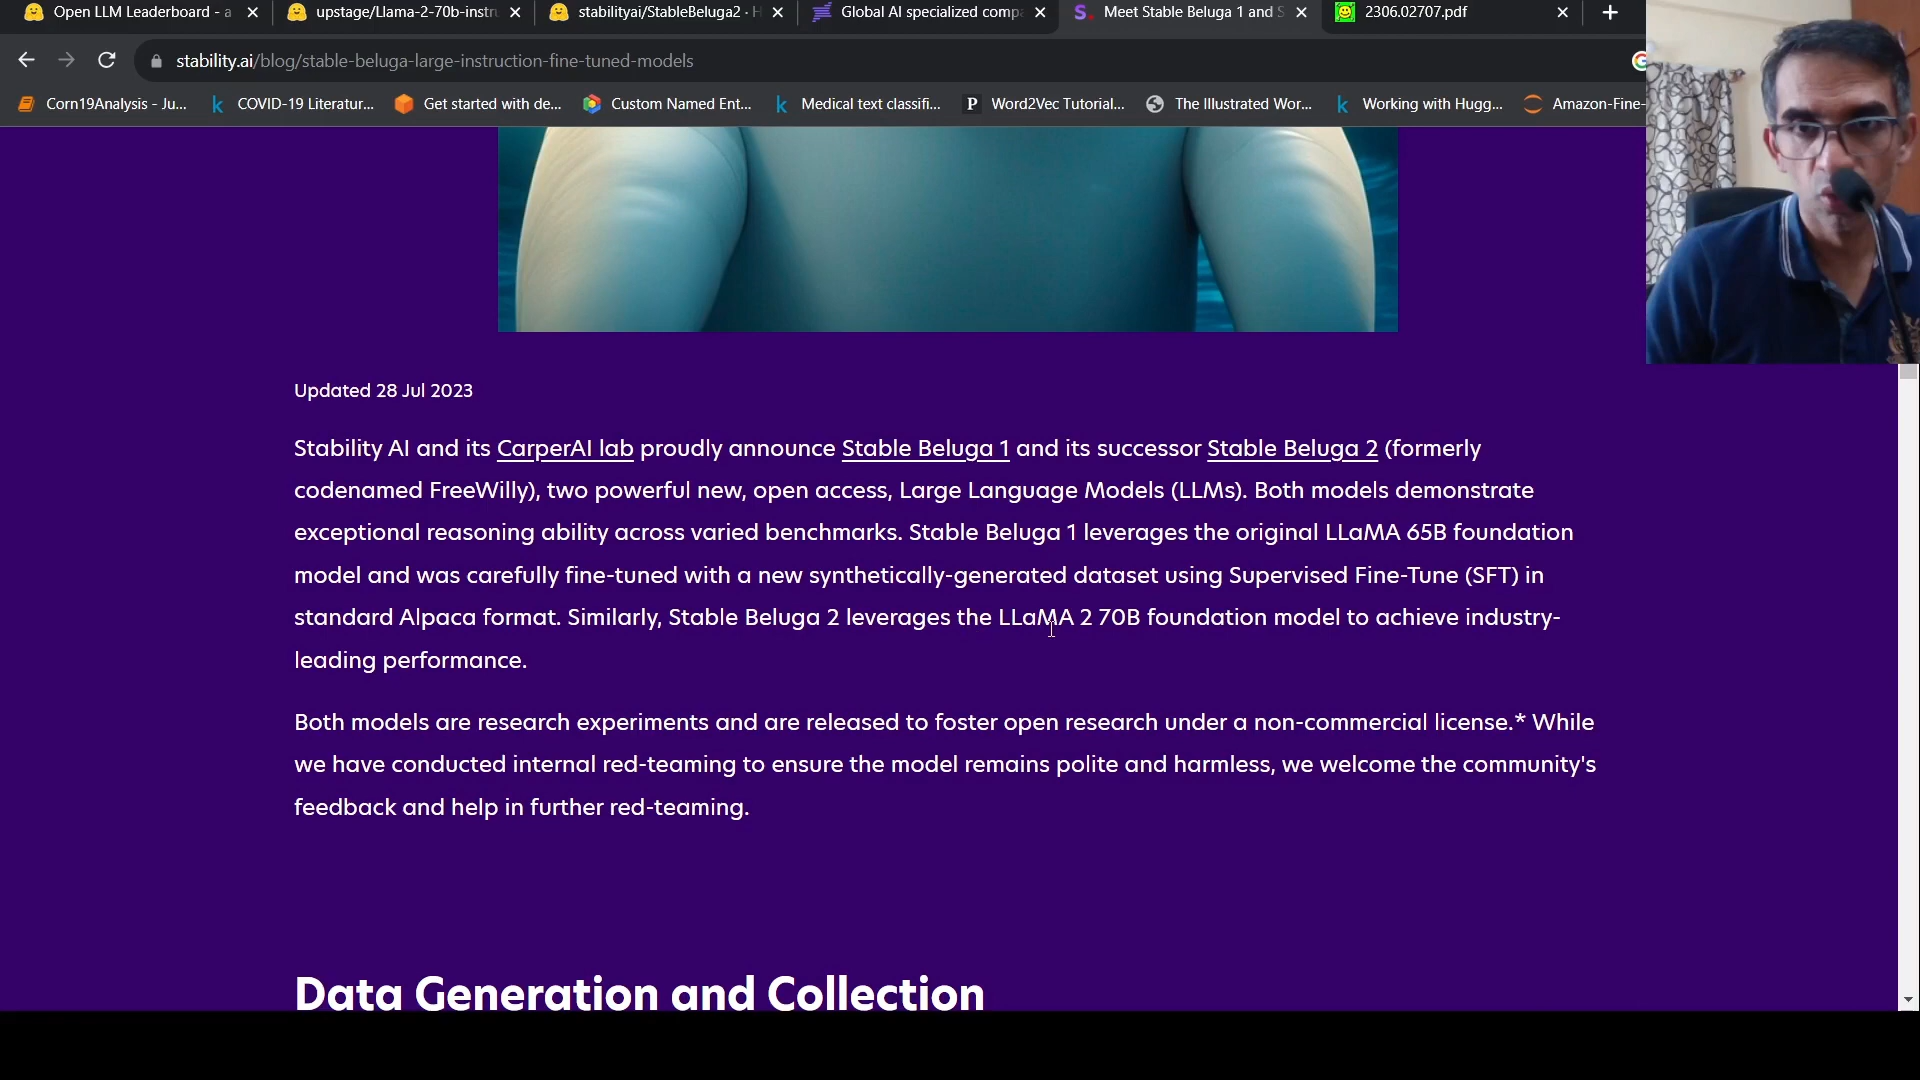 Open LLM Leaderboard - a
upstage/Llama-2-70b-instru
stabilityai/StableBeluga2 · H
Global AI specialized comp
Meet Stable Beluga 1 and S
2306.02707.pdf
stability.ai/blog/stable-beluga-large-instruction-fine-tuned-models
Corn19Analysis - Ju...
COVID-19 Literatur...
Get started with de...
Custom Named Ent...
Medical text classifi...
Word2Vec Tutorial...
The Illustrated Wor...
Working with Hugg...
Amazon-Fine-
Updated 28 Jul 2023
Stability AI and its CarperAI lab proudly announce Stable Beluga 1 and its successor Stable Beluga 2 (formerly
codenamed FreeWilly), two powerful new, open access, Large Language Models (LLMs). Both models demonstrate
exceptional reasoning ability across varied benchmarks. Stable Beluga 1 leverages the original LLaMA 65B foundation
model and was carefully fine-tuned with a new synthetically-generated dataset using Supervised Fine-Tune (SFT) in
standard Alpaca format. Similarly, Stable Beluga 2 leverages the LLaMA 2 70B foundation model to achieve industry-
leading performance.
Both models are research experiments and are released to foster open research under a non-commercial license.* While
we have conducted internal red-teaming to ensure the model remains polite and harmless, we welcome the community's
feedback and help in further red-teaming.
Data Generation and Collection